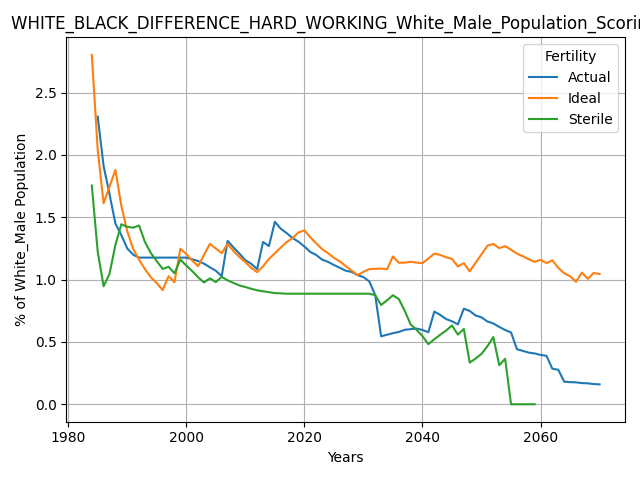 WHITE_BLACK_DIFFERENCE_HARD_WORKING_White_Male_Population_Scori
Fertility
Actual
Ideal
Sterile
% of White_Male Population
2.5
2.0
1.5
1.0
0.5
0.0
1980 2000 2020 2040 2060
Years